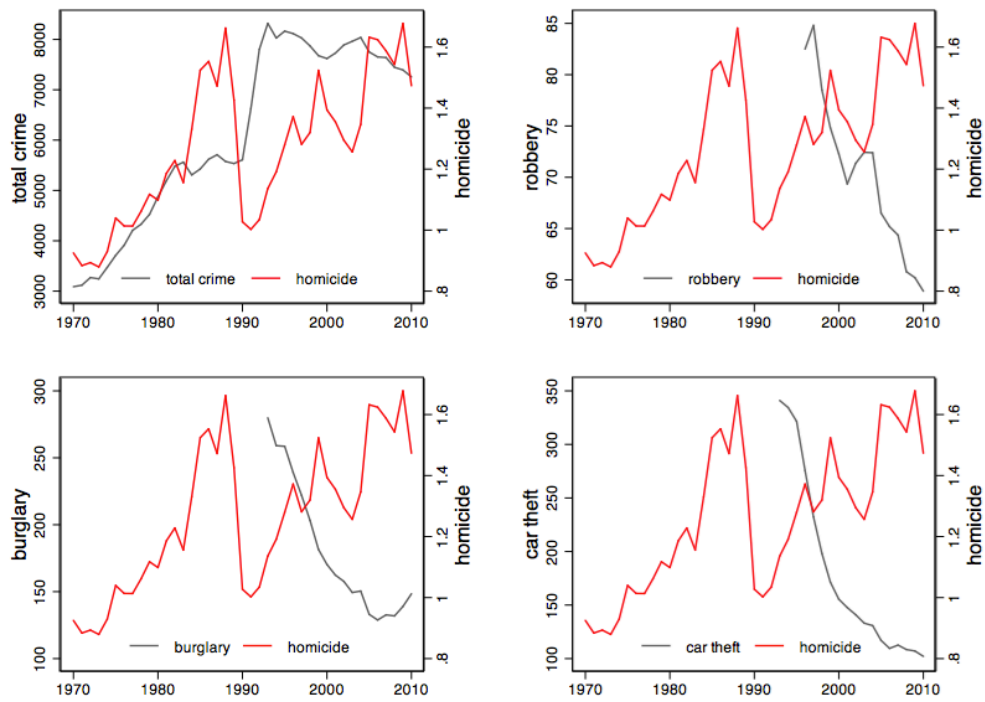 total crime
8000
7000
6000
5000
4000
3000
1.6
1.4
1.2
1
.8
homicide
total crime homicide
1970 1980 1990 2000 2010
robbery
85
80
75
70
65
60
1.6
1.4
1.2
1
.8
homicide
robbery homicide
1970 1980 1990 2000 2010
burglary
300
250
200
150
100
1.6
1.4
1.2
1
.8
homicide
burglary homicide
1970 1980 1990 2000 2010
car theft
350
300
250
200
150
100
1.6
1.4
1.2
1
.8
homicide
car theft homicide
1970 1980 1990 2000 2010